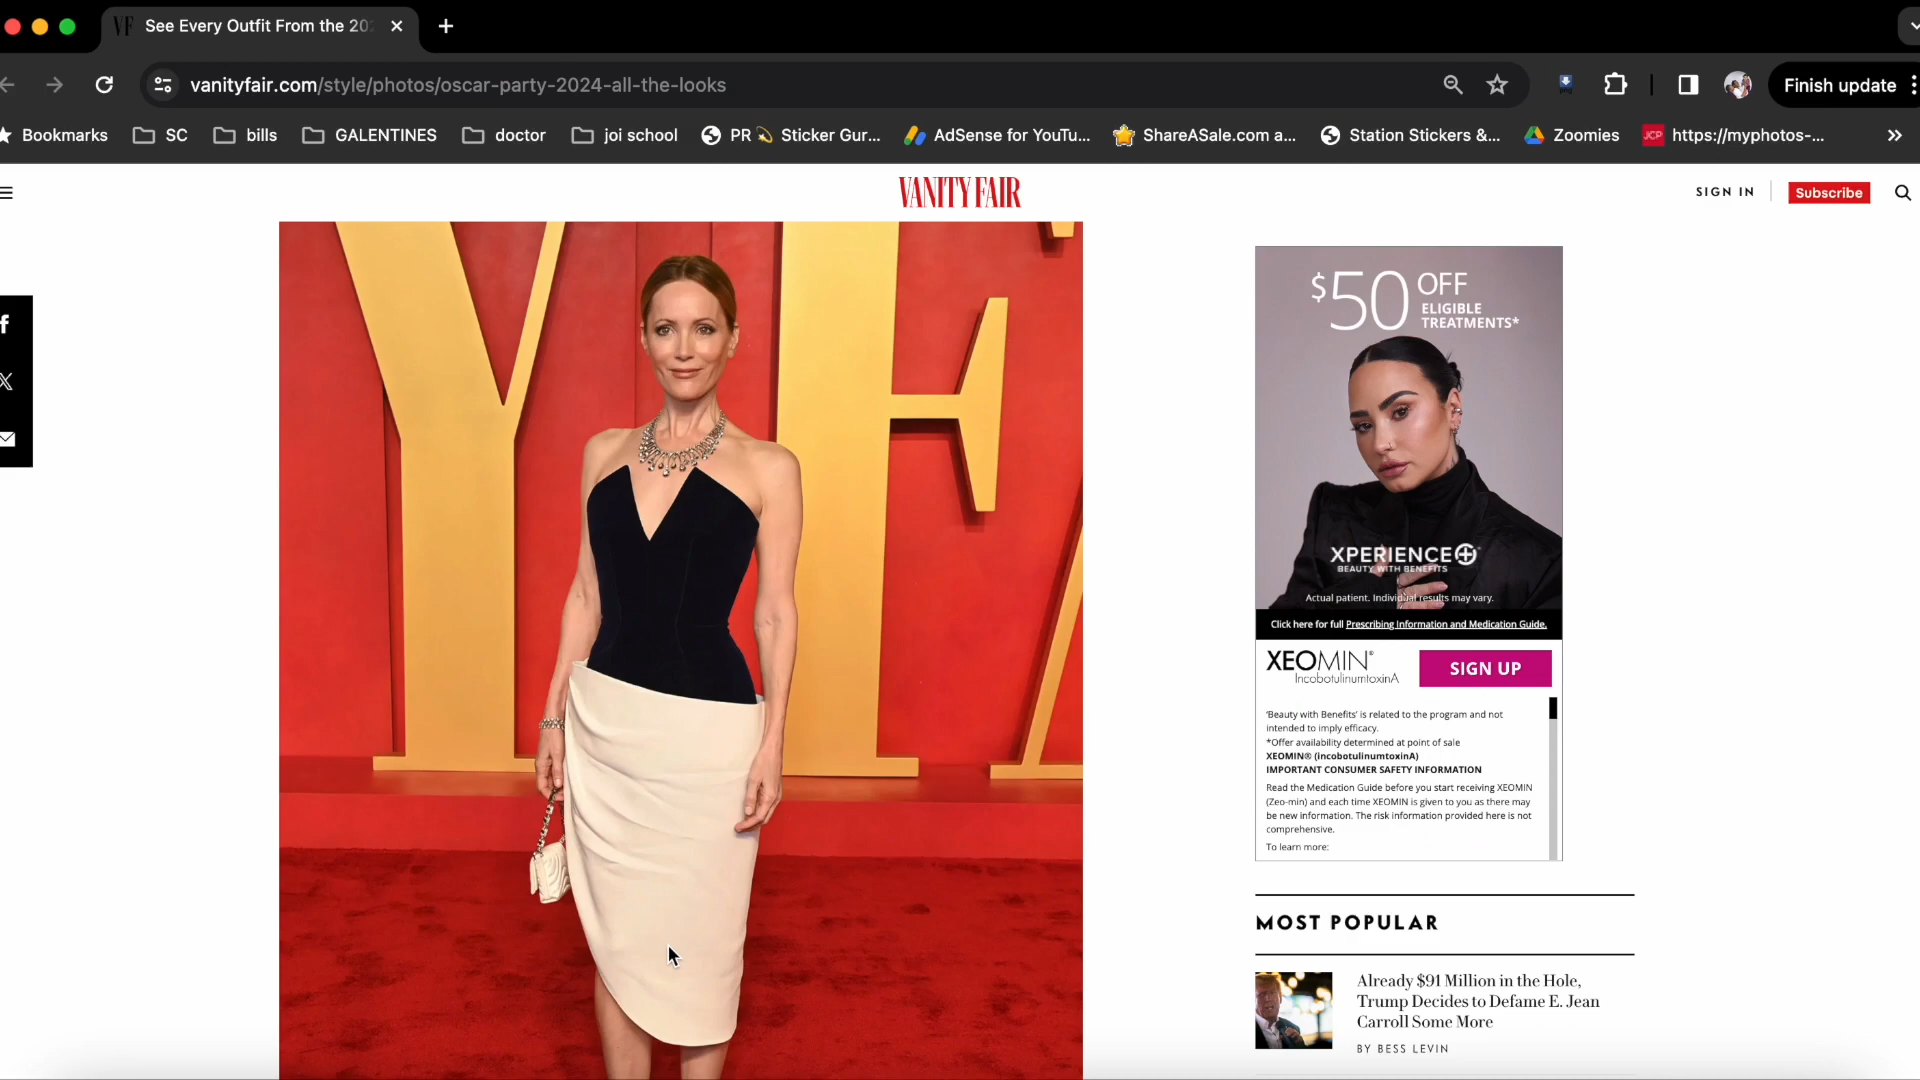 VF See Every Outfit From the 20
vanityfair.com/style/photos/oscar-party-2024-all-the-looks
Finish update
Bookmarks SC bills GALENTINES doctor joi school PR Sticker Gur... AdSense for YouTu... ShareASale.com a... Station Stickers &... Zoomies JCP https://myphotos-... »
VANITY FAIR
SIGN IN Subscribe
$50 OFF
ELIGIBLE
TREATMENTS*
XPERIENCE+
BEAUTY WITH BENEFITS
Actual patient. Individual results may vary.
Click here for full Prescribing Information and Medication Guide.
XEOMIN®
IncobotulinumtoxinA
SIGN UP
'Beauty with Benefits' is related to the program and not
intended to imply efficacy.
*Offer availability determined at point of sale
XEOMIN® (incobotulinumtoxinA)
IMPORTANT CONSUMER SAFETY INFORMATION
Read the Medication Guide before you start receiving XEOMIN
(Zeo-min) and each time XEOMIN is given to you as there may
be new information. The risk information provided here is not
comprehensive.
To learn more:
MOST POPULAR
Already $91 Million in the Hole,
Trump Decides to Defame E. Jean
Carroll Some More
BY BESS LEVIN